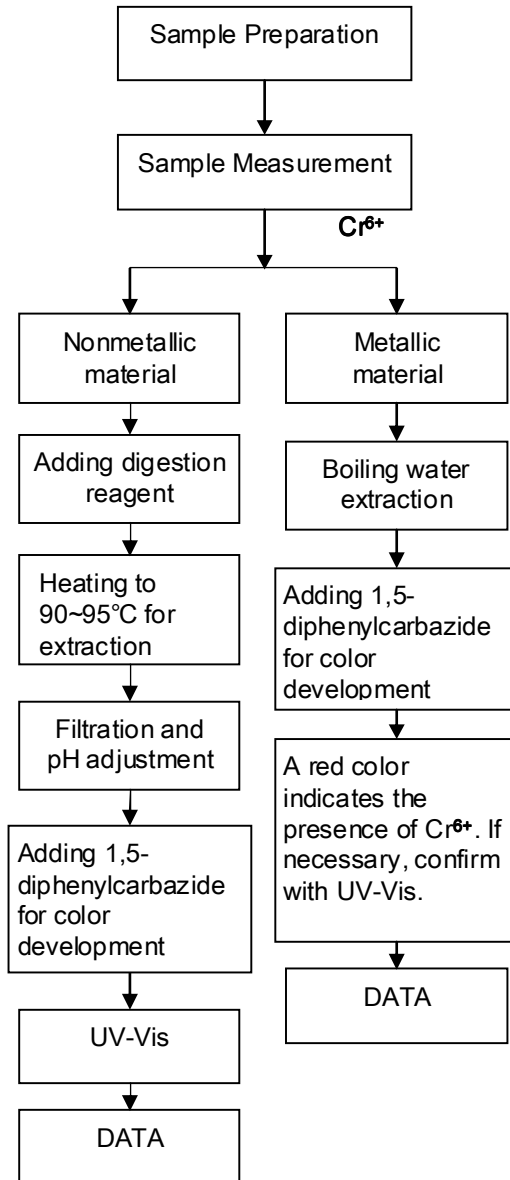 Sample Preparation
Sample Measurement
Cr⁶⁺
Nonmetallic
material
Adding digestion
reagent
Heating to
90~95℃ for
extraction
Filtration and
pH adjustment
Adding 1,5-
diphenylcarbazide
for color
development
UV-Vis
DATA
Metallic
material
Boiling water
extraction
Adding 1,5-
diphenylcarbazide
for color
development
A red color
indicates the
presence of Cr⁶⁺. If
necessary, confirm
with UV-Vis.
DATA